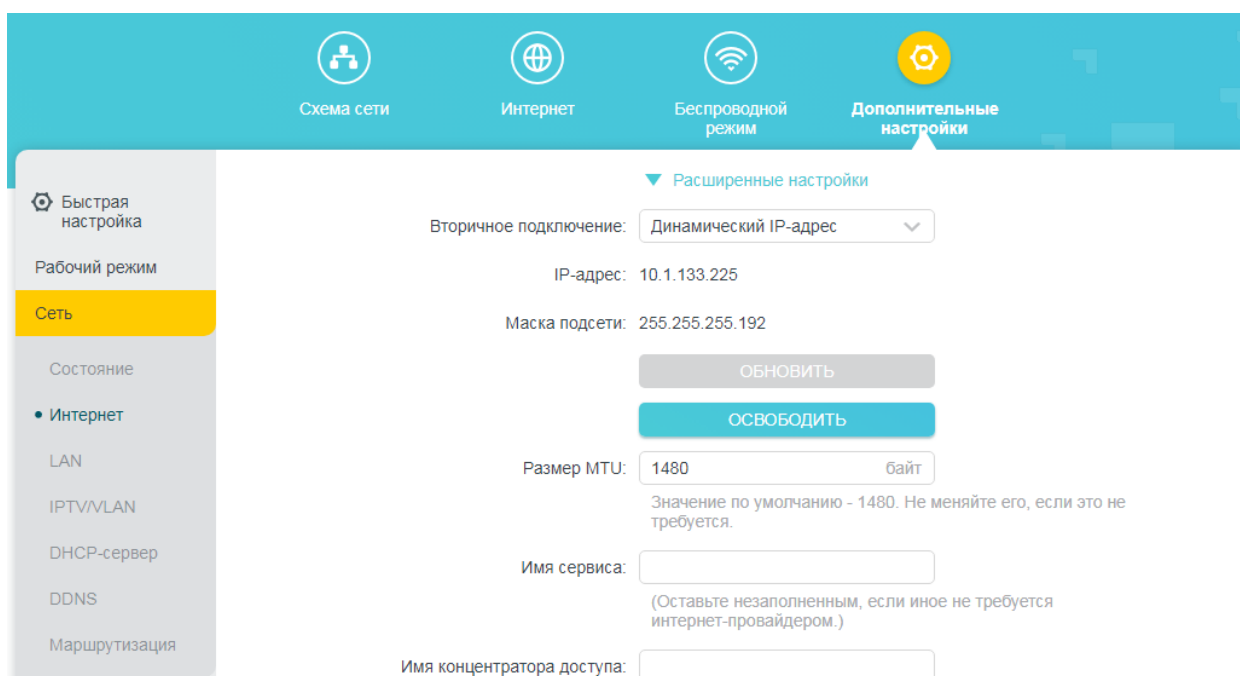 Схема сети
Интернет
Беспроводной
режим
Дополнительные
настройки
Быстрая
настройка
Рабочий режим
Сеть
Состояние
Интернет
LAN
IPTV/VLAN
DHCP-сервер
DDNS
Маршрутизация
Расширенные настройки
Вторичное подключение: Динамический IP-адрес
IP-адрес: 10.1.133.225
Маска подсети: 255.255.255.192
ОБНОВИТЬ
ОСВОБОДИТЬ
Размер MTU: 1480 байт
Значение по умолчанию - 1480. Не меняйте его, если это не
требуется.
Имя сервиса:
(Оставьте незаполненным, если иное не требуется
интернет-провайдером.)
Имя концентратора доступа: